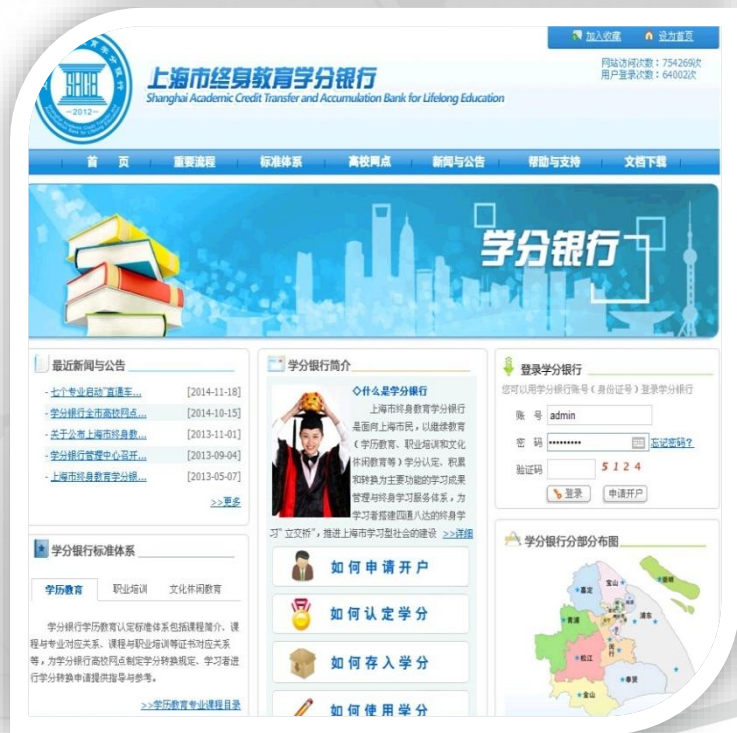 加入收藏 设为首页
网站访问次数：754269次
用户登录次数：64002次
-2012-
上海市终身教育学分银行
Shanghai Academic Credit Transfer and Accumulation Bank for Lifelong Education
首 页 重要流程 标准体系 高校网点 新闻与公告 帮助与支持 文档下载
学分银行
最近新闻与公告
- 七个专业启动"直通车... [2014-11-18]
- 学分银行全市高校网点... [2014-10-15]
- 关于公布上海市终身教... [2013-11-01]
- 学分银行管理中心召开... [2013-09-04]
- 上海市终身教育学分银... [2013-05-07]
>>更多
学分银行标准体系
学历教育 职业培训 文化休闲教育
学分银行学历教育认定标准体系包括课程简介、课
程与专业对应关系、课程与职业培训等证书对应关系
等，为学分银行高校网点制定学分转换规定、学习者进
行学分转换申请提供指导与参考。
>>学历教育专业课程目录
学分银行简介
◇什么是学分银行
上海市终身教育学分银行
是面向上海市民，以继续教育
（学历教育、职业培训和文化
休闲教育等）学分认定、积累
和转换为主要功能的学习成果
管理与终身学习服务体系，为
学习者搭建四通八达的终身学
习"立交桥"，推进上海市学习型社会的建设 >>详细
如何申请开户
如何认定学分
如何存入学分
如何使用学分
登录学分银行
您可以用学分银行账号（身份证号）登录学分银行
账 号 admin
密 码 ••••••••• 忘记密码?
验证码 5 1 2 4
登录 申请开户
学分银行分部分布图
崇明
宝山
嘉定
浦东
青浦
闵行
松江
奉贤
金山